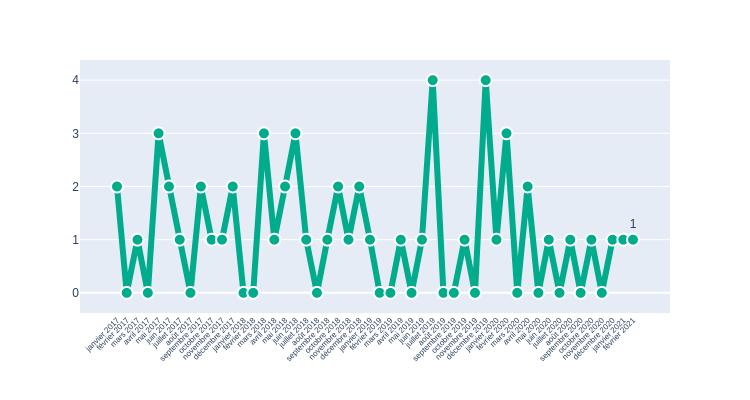 4
3
2
1
0
1
janvier 2017
février 2017
mars 2017
avril 2017
mai 2017
juin 2017
juillet 2017
août 2017
septembre 2017
octobre 2017
novembre 2017
décembre 2017
janvier 2018
février 2018
mars 2018
avril 2018
mai 2018
juin 2018
juillet 2018
août 2018
septembre 2018
octobre 2018
novembre 2018
décembre 2018
janvier 2019
février 2019
mars 2019
avril 2019
mai 2019
juin 2019
juillet 2019
août 2019
septembre 2019
octobre 2019
novembre 2019
décembre 2019
janvier 2020
février 2020
mars 2020
avril 2020
mai 2020
juin 2020
juillet 2020
août 2020
septembre 2020
octobre 2020
novembre 2020
décembre 2020
janvier 2021
février 2021